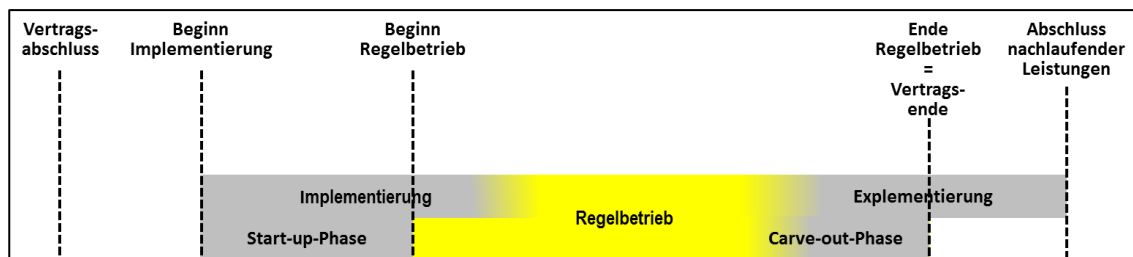 Vertrags-
abschluss
Beginn
Implementierung
Beginn
Regelbetrieb
Ende
Regelbetrieb
=
Vertrags-
ende
Abschluss
nachlaufender
Leistungen
Implementierung
Regelbetrieb
Explementierung
Start-up-Phase
Carve-out-Phase